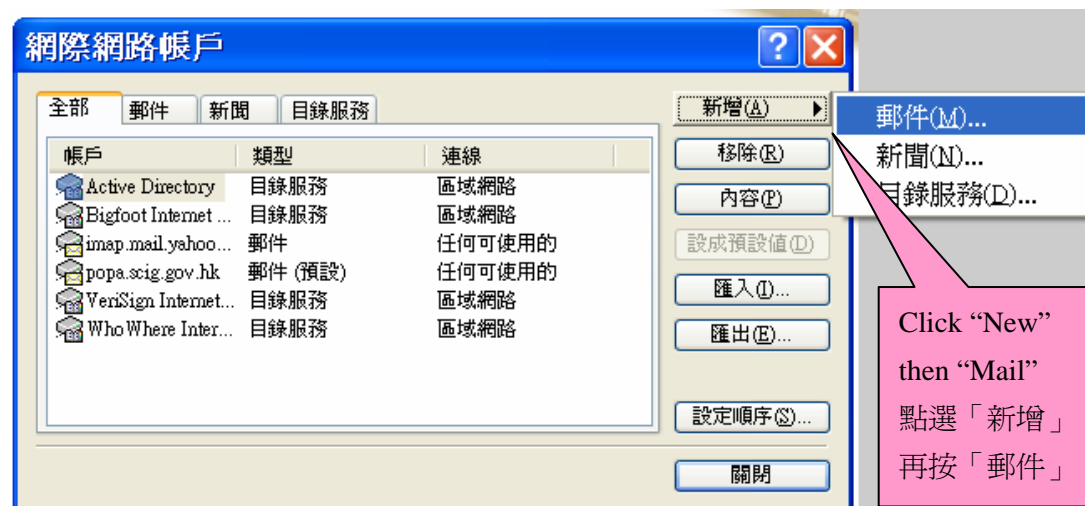 網際網路帳戶
全部 郵件 新聞 目錄服務
帳戶 類型 連線
Active Directory 目錄服務 區域網路
Bigfoot Internet ... 目錄服務 區域網路
imap.mail.yahoo... 郵件 任何可使用的
popa.scig.gov.hk 郵件 (預設) 任何可使用的
VeriSign Internet... 目錄服務 區域網路
WhoWhere Inter... 目錄服務 區域網路
新增(A)
移除(R)
內容(P)
設成預設值(D)
匯入(I)...
匯出(E)...
設定順序(S)...
關閉
郵件(M)...
新聞(N)...
目錄服務(D)...
Click “New”
then “Mail”
點選「新增」
再按「郵件」